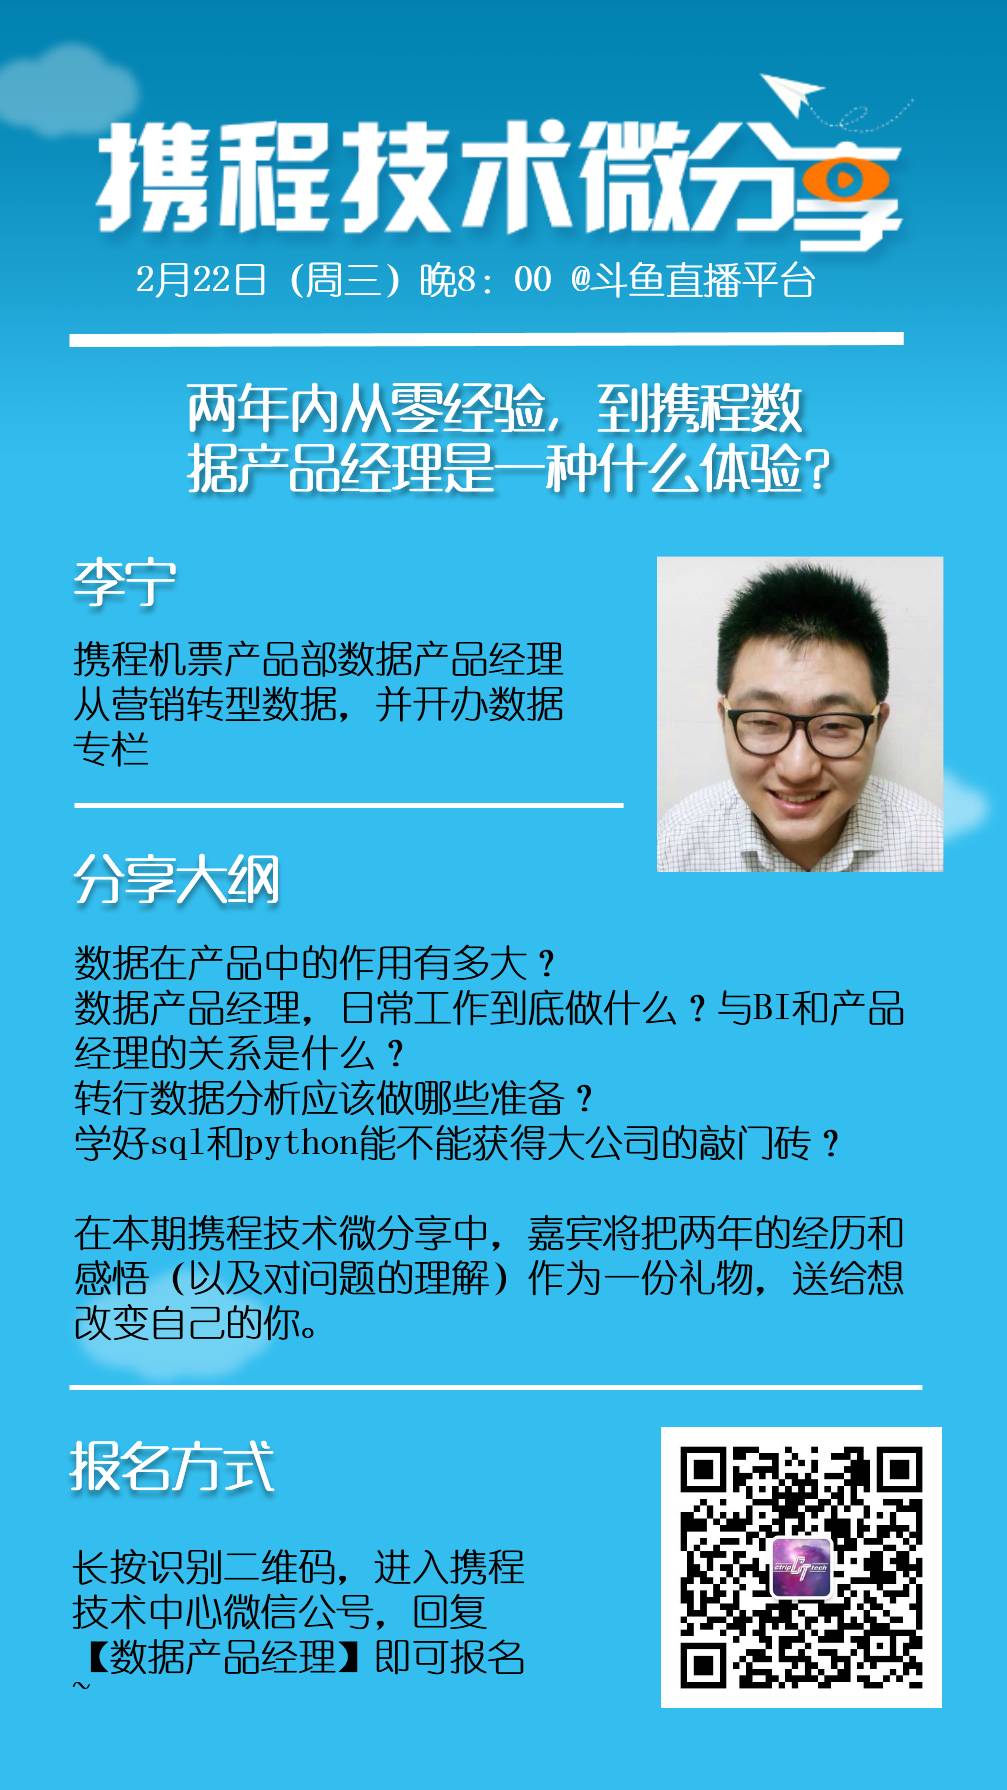 携程技术微分享
2月22日（周三）晚8：00 @斗鱼直播平台
两年内从零经验，到携程数
据产品经理是一种什么体验？
李宁
携程机票产品部数据产品经理
从营销转型数据，并开办数据
专栏
分享大纲
数据在产品中的作用有多大？
数据产品经理，日常工作到底做什么？与BI和产品
经理的关系是什么？
转行数据分析应该做哪些准备？
学好sql和python能不能获得大公司的敲门砖？
在本期携程技术微分享中，嘉宾将把两年的经历和
感悟（以及对问题的理解）作为一份礼物，送给想
改变自己的你。
报名方式
长按识别二维码，进入携程
技术中心微信公号，回复
【数据产品经理】即可报名
~
ctrip CT tech